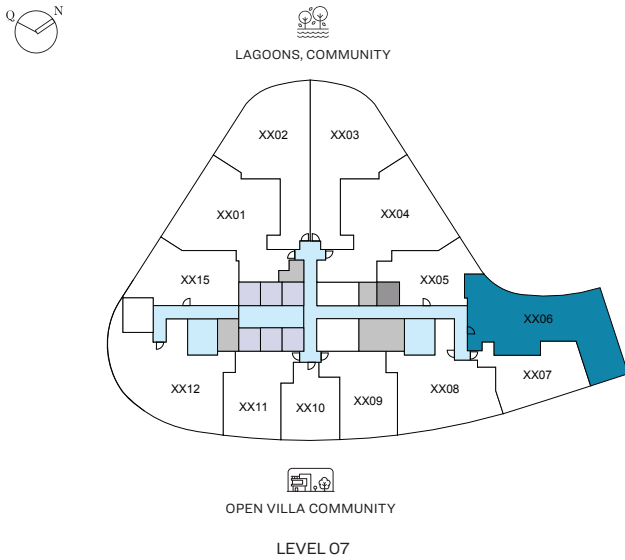 Q N
LAGOONS, COMMUNITY
XX02 XX03
XX01 XX04
XX15 XX05
XX06
XX12 XX11 XX10 XX09 XX08 XX07
OPEN VILLA COMMUNITY
LEVEL 07